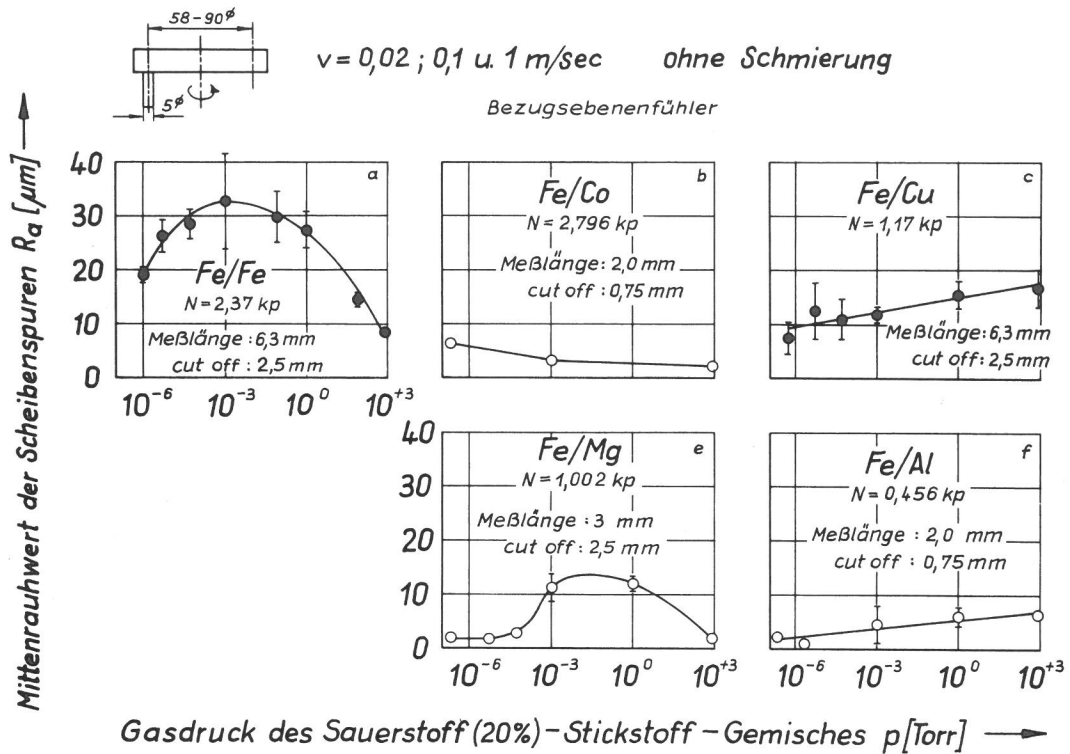 58-90⌀
5⌀
v = 0,02 ; 0,1 u. 1 m/sec ohne Schmierung
Bezugsebenenfühler
Mittenrauhwert der Scheibenspuren Ra [µm]
40
30
20
10
0
a
Fe/Fe
N = 2,37 kp
Meßlänge : 6,3 mm
cut off : 2,5 mm
10⁻⁶ 10⁻³ 10⁰ 10⁺³
b
Fe/Co
N = 2,796 kp
Meßlänge : 2,0 mm
cut off : 0,75 mm
c
Fe/Cu
N = 1,17 kp
Meßlänge : 6,3 mm
cut off : 2,5 mm
40
30
20
10
0
e
Fe/Mg
N = 1,002 kp
Meßlänge : 3 mm
cut off : 2,5 mm
10⁻⁶ 10⁻³ 10⁰ 10⁺³
f
Fe/Al
N = 0,456 kp
Meßlänge : 2,0 mm
cut off : 0,75 mm
10⁻⁶ 10⁻³ 10⁰ 10⁺³
Gasdruck des Sauerstoff (20%) - Stickstoff - Gemisches p [Torr]